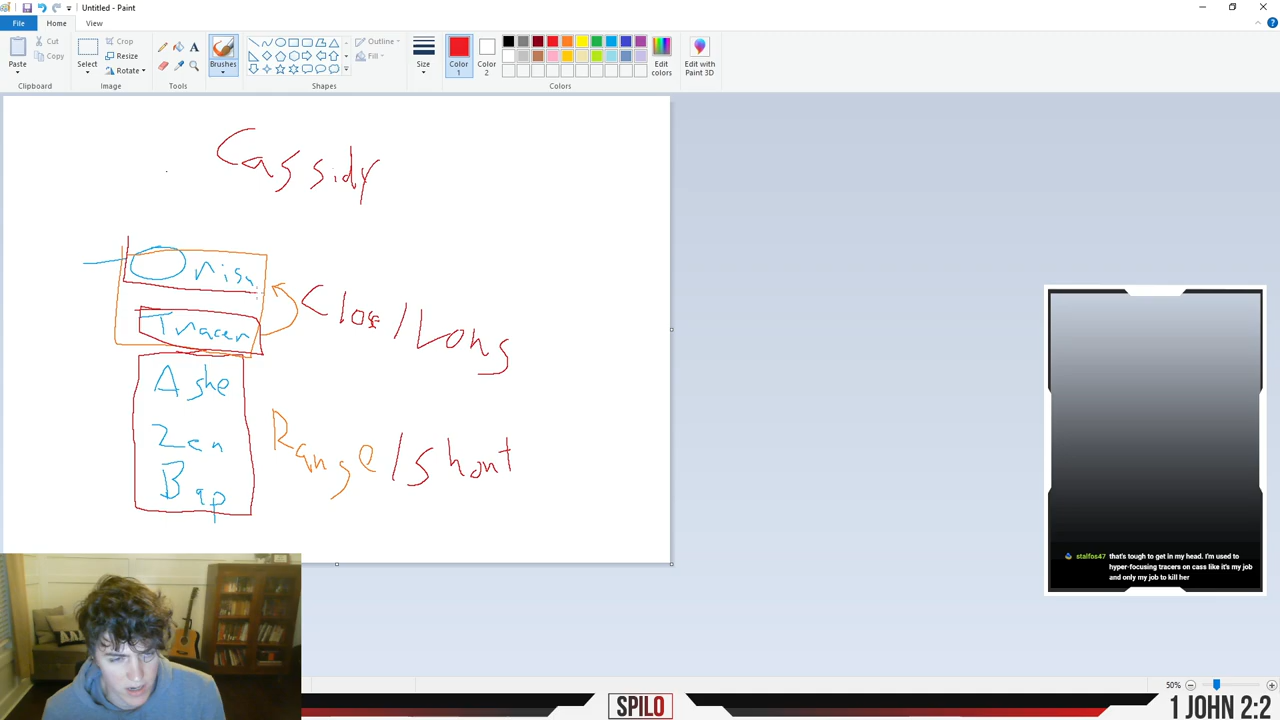 Untitled - Paint
File Home View
Paste
Cut
Copy
Clipboard
Select
Crop
Resize
Rotate
Image
Tools
Brushes
Shapes
Outline
Fill
Size
Color 1
Color 2
Edit colors
Colors
Edit with Paint 3D
Cassidy
Orisa
Close/Long
Tracer
Ashe
Zen
Range/short
Bap
stalfos47 that's tough to get in my head. I'm used to
hyper-focusing tracers on cass like it's my job
and only my job to kill her
50%
SPILO
1 JOHN 2:2